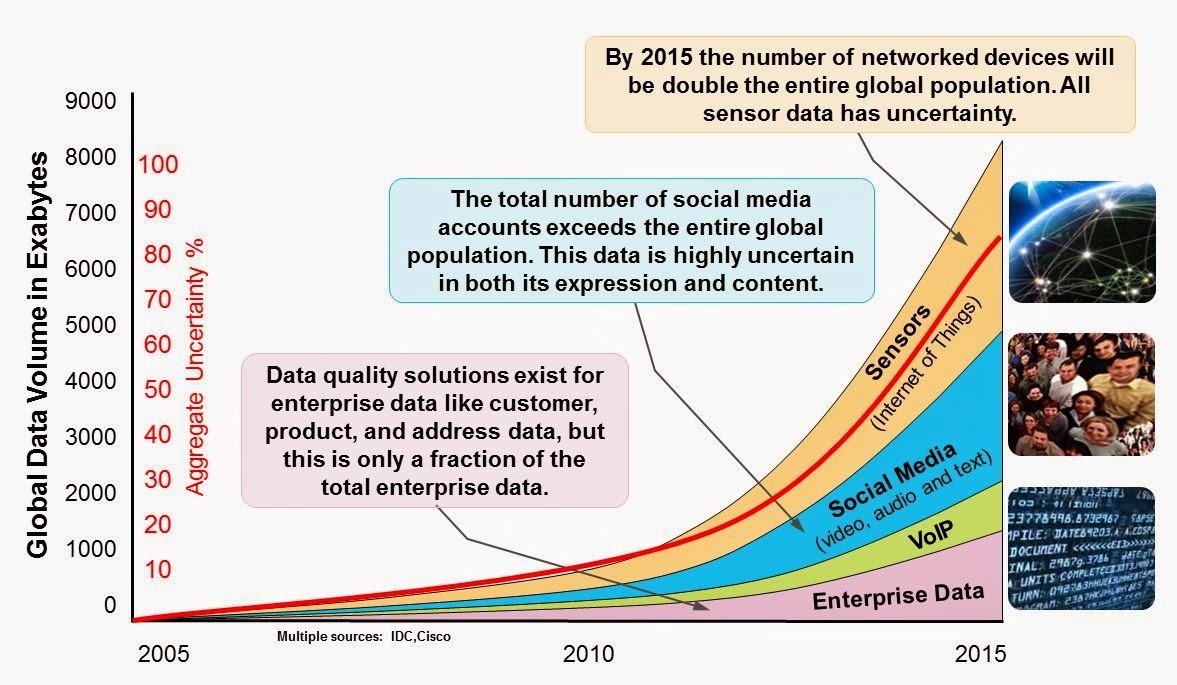 By 2015 the number of networked devices will
be double the entire global population. All
sensor data has uncertainty.
The total number of social media
accounts exceeds the entire global
population. This data is highly uncertain
in both its expression and content.
Data quality solutions exist for
enterprise data like customer,
product, and address data, but
this is only a fraction of the
total enterprise data.
Global Data Volume in Exabytes
9000
8000
7000
6000
5000
4000
3000
2000
1000
0
Aggregate Uncertainty %
100
90
80
70
60
50
40
30
20
10
Sensors
(Internet of Things)
Social Media
(video, audio and text)
VoIP
Enterprise Data
Multiple sources: IDC,Cisco
2005
2010
2015
DOCUMENT
UNITS